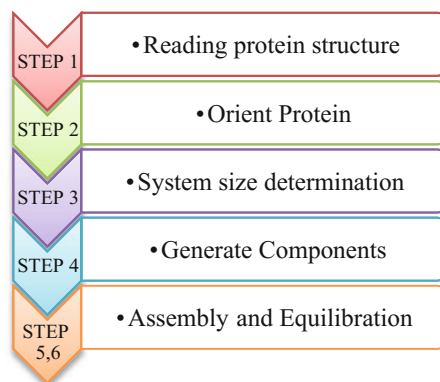 STEP 1
• Reading protein structure
STEP 2
• Orient Protein
STEP 3
• System size determination
STEP 4
• Generate Components
STEP
5,6
• Assembly and Equilibration